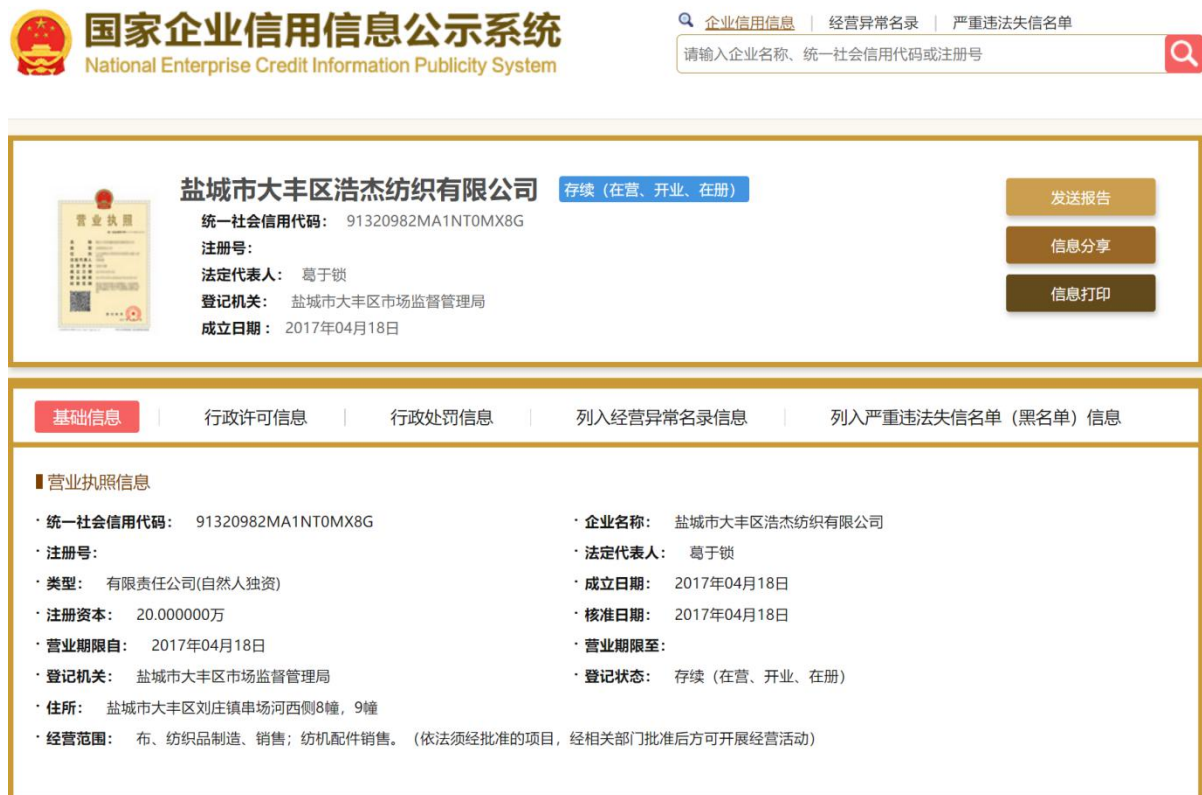 国家企业信用信息公示系统
National Enterprise Credit Information Publicity System
企业信用信息 | 经营异常名录 | 严重违法失信名单
请输入企业名称、统一社会信用代码或注册号
营业执照
盐城市大丰区浩杰纺织有限公司 存续（在营、开业、在册）
统一社会信用代码： 91320982MA1NT0MX8G
注册号：
法定代表人： 葛于锁
登记机关： 盐城市大丰区市场监督管理局
成立日期： 2017年04月18日
发送报告
信息分享
信息打印
基础信息 | 行政许可信息 | 行政处罚信息 | 列入经营异常名录信息 | 列入严重违法失信名单（黑名单）信息
营业执照信息
· 统一社会信用代码： 91320982MA1NT0MX8G
· 企业名称： 盐城市大丰区浩杰纺织有限公司
· 注册号：
· 法定代表人： 葛于锁
· 类型： 有限责任公司(自然人独资)
· 成立日期： 2017年04月18日
· 注册资本： 20.000000万
· 核准日期： 2017年04月18日
· 营业期限自： 2017年04月18日
· 营业期限至：
· 登记机关： 盐城市大丰区市场监督管理局
· 登记状态： 存续（在营、开业、在册）
· 住所： 盐城市大丰区刘庄镇串场河西侧8幢，9幢
· 经营范围： 布、纺织品制造、销售；纺机配件销售。（依法须经批准的项目，经相关部门批准后方可开展经营活动）